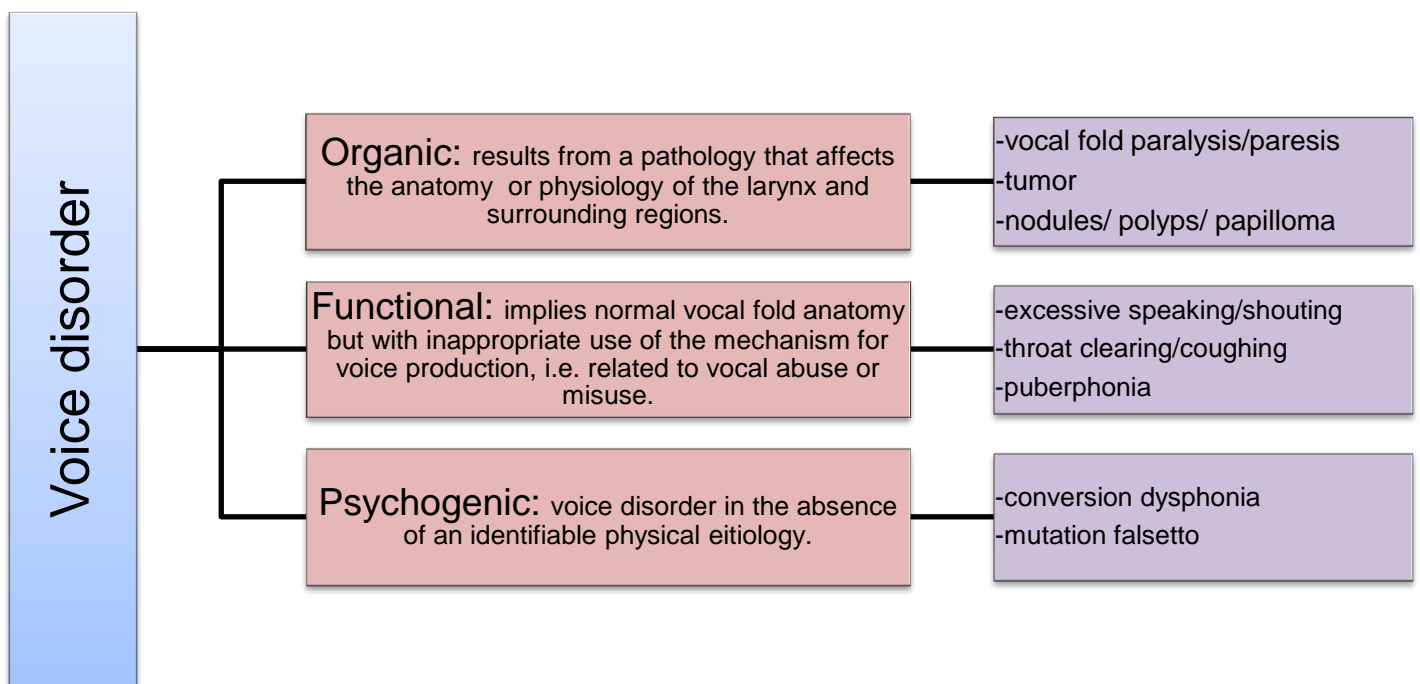 Voice disorder
Organic: results from a pathology that affects
the anatomy or physiology of the larynx and
surrounding regions.
-vocal fold paralysis/paresis
-tumor
-nodules/ polyps/ papilloma
Functional: implies normal vocal fold anatomy
but with inappropriate use of the mechanism for
voice production, i.e. related to vocal abuse or
misuse.
-excessive speaking/shouting
-throat clearing/coughing
-puberphonia
Psychogenic: voice disorder in the absence
of an identifiable physical eitiology.
-conversion dysphonia
-mutation falsetto